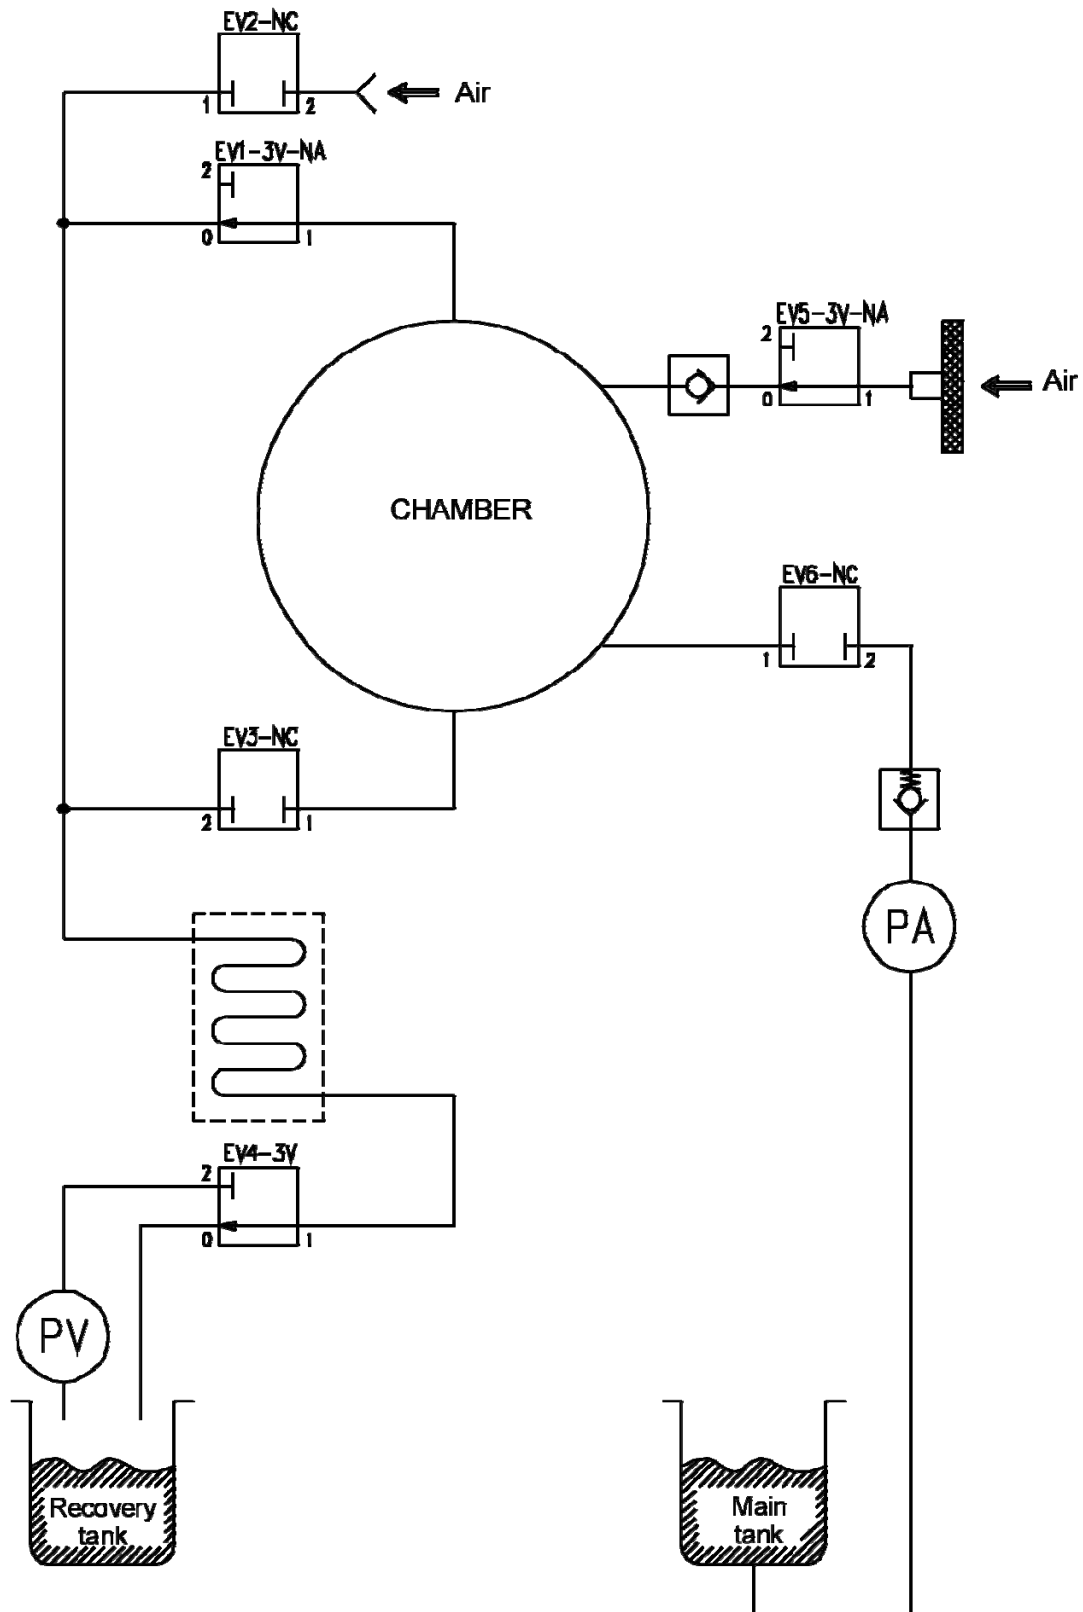 EV2-NC
1
2
Air
EV1-3V-NA
2
0
1
EV5-3V-NA
2
0
1
Air
CHAMBER
EV6-NC
1
2
EV3-NC
2
1
PA
EV4-3V
2
0
1
PV
Recovery
tank
Main
tank